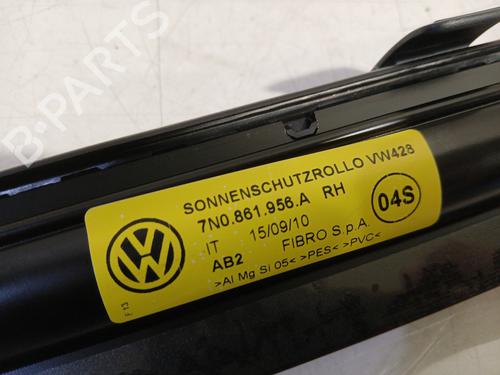 B-PARTS
SONNENSCHUTZROLLO VW428
7N0.861.956.A RH
IT 15/09/10 04S
AB2 FIBRO S.p.A.
>Al Mg Si 05< >PES< >PVC<
F 13